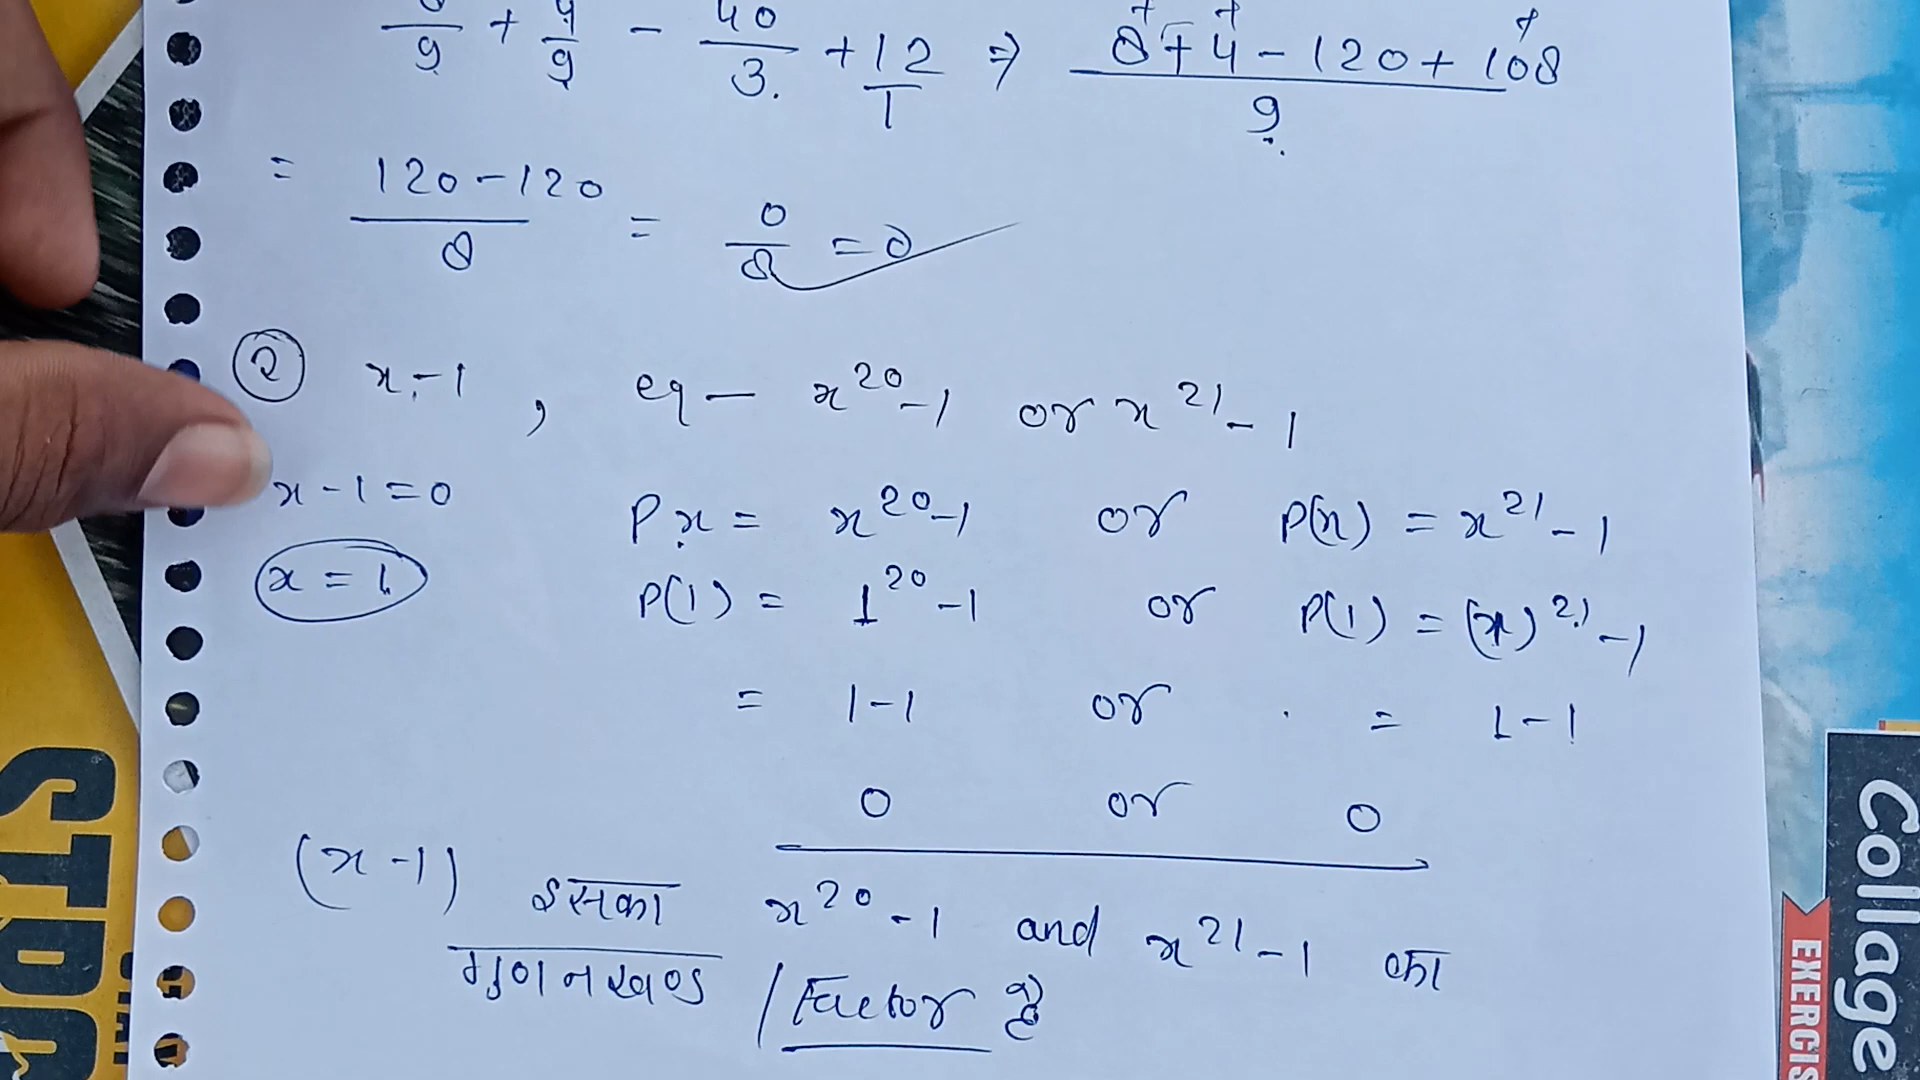 9 + 4/9 - 40/3. + 12/1 ⇒ 8+4-120+108/9
= 120-120/8 = 0/8 = 0
② x-1 , eq- x²⁰-1 or x²¹-1
x-1=0 Px = x²⁰-1 or P(x) = x²¹-1
x = 1 P(1) = 1²⁰-1 or P(1) = (1)²¹-1
= 1-1 or = 1-1
0 or 0
(x-1) इसका x²⁰-1 and x²¹-1 का
गुणनखण्ड / Factor है
Collage
EXERCIS